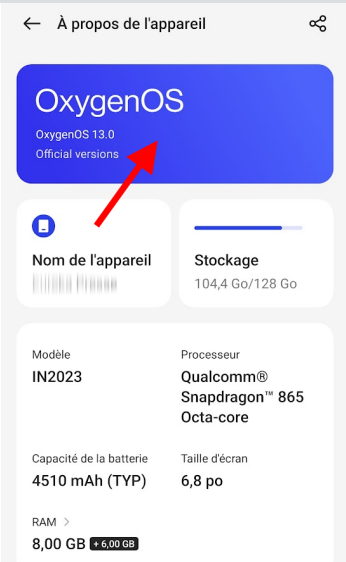 À propos de l'appareil
OxygenOS
OxygenOS 13.0
Official versions
Nom de l'appareil
Stockage
104,4 Go/128 Go
Modèle
IN2023
Processeur
Qualcomm®
Snapdragon™ 865
Octa-core
Capacité de la batterie
4510 mAh (TYP)
Taille d'écran
6,8 po
RAM >
8,00 GB + 6,00 GB